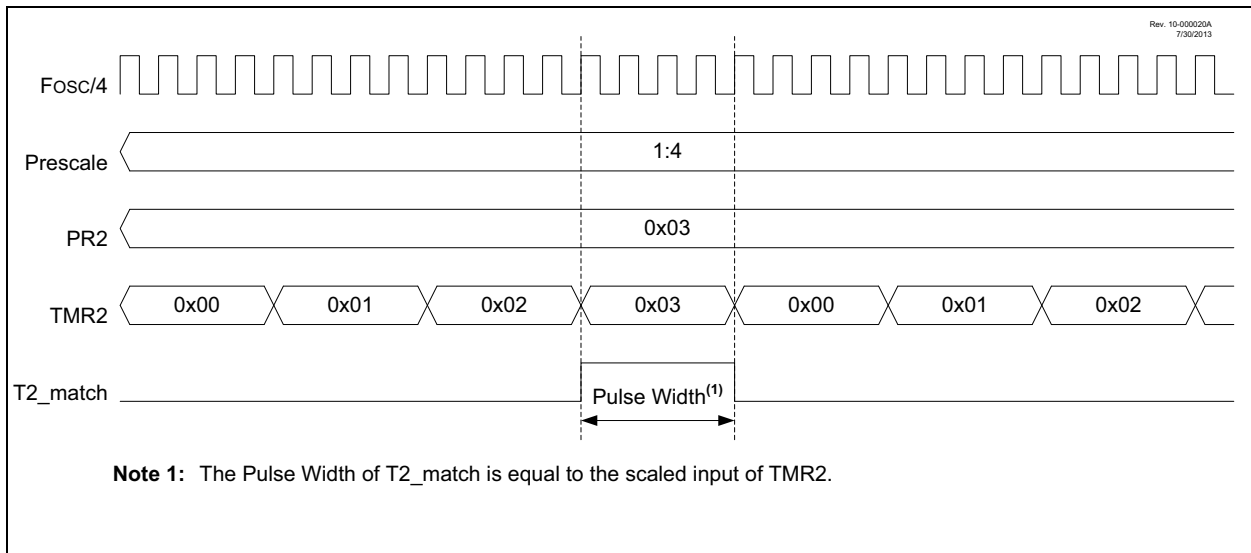 Rev. 10-000020A
7/30/2013
FOSC/4
Prescale
1:4
PR2
0x03
TMR2
0x00 0x01 0x02 0x03 0x00 0x01 0x02
T2_match
Pulse Width(1)
Note 1: The Pulse Width of T2_match is equal to the scaled input of TMR2.